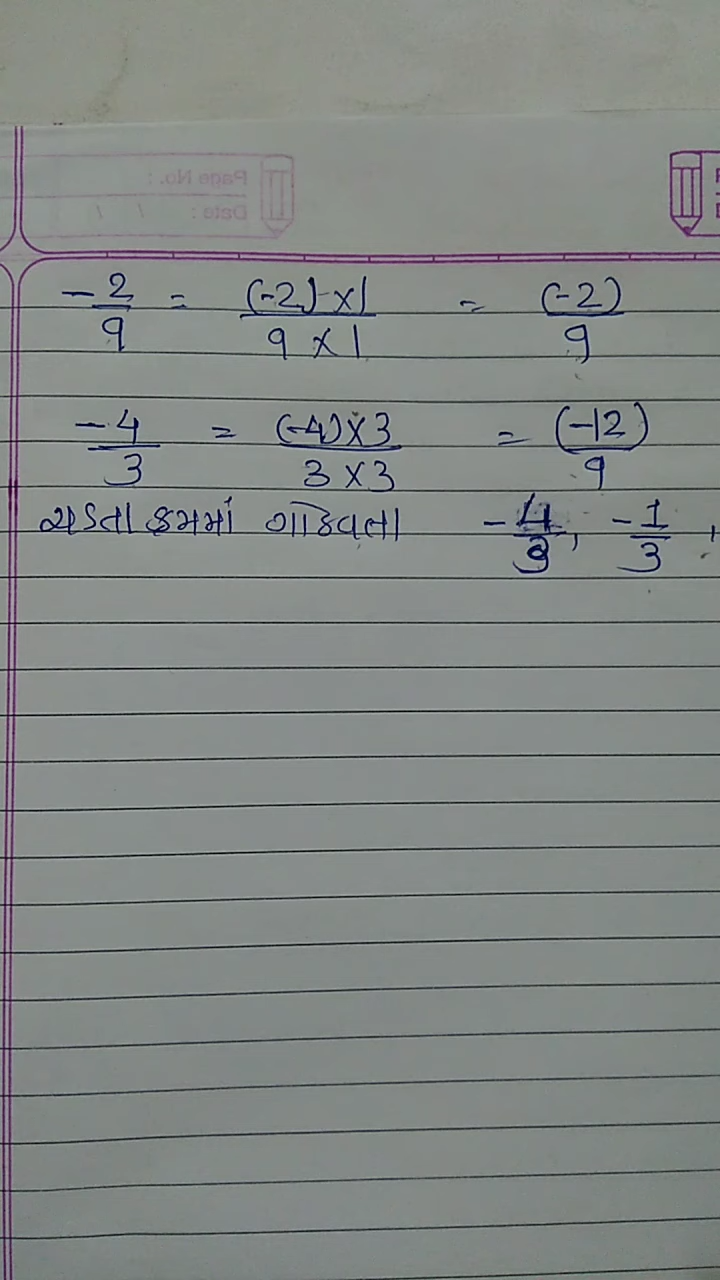 Page No.:
Date: / /
-2/9 = (-2)×1 / 9×1 = (-2)/9
-4/3 = (-4)×3 / 3×3 = (-12)/9
ચડતા ક્રમમાં ગોઠવતા -4/3, -1/3,